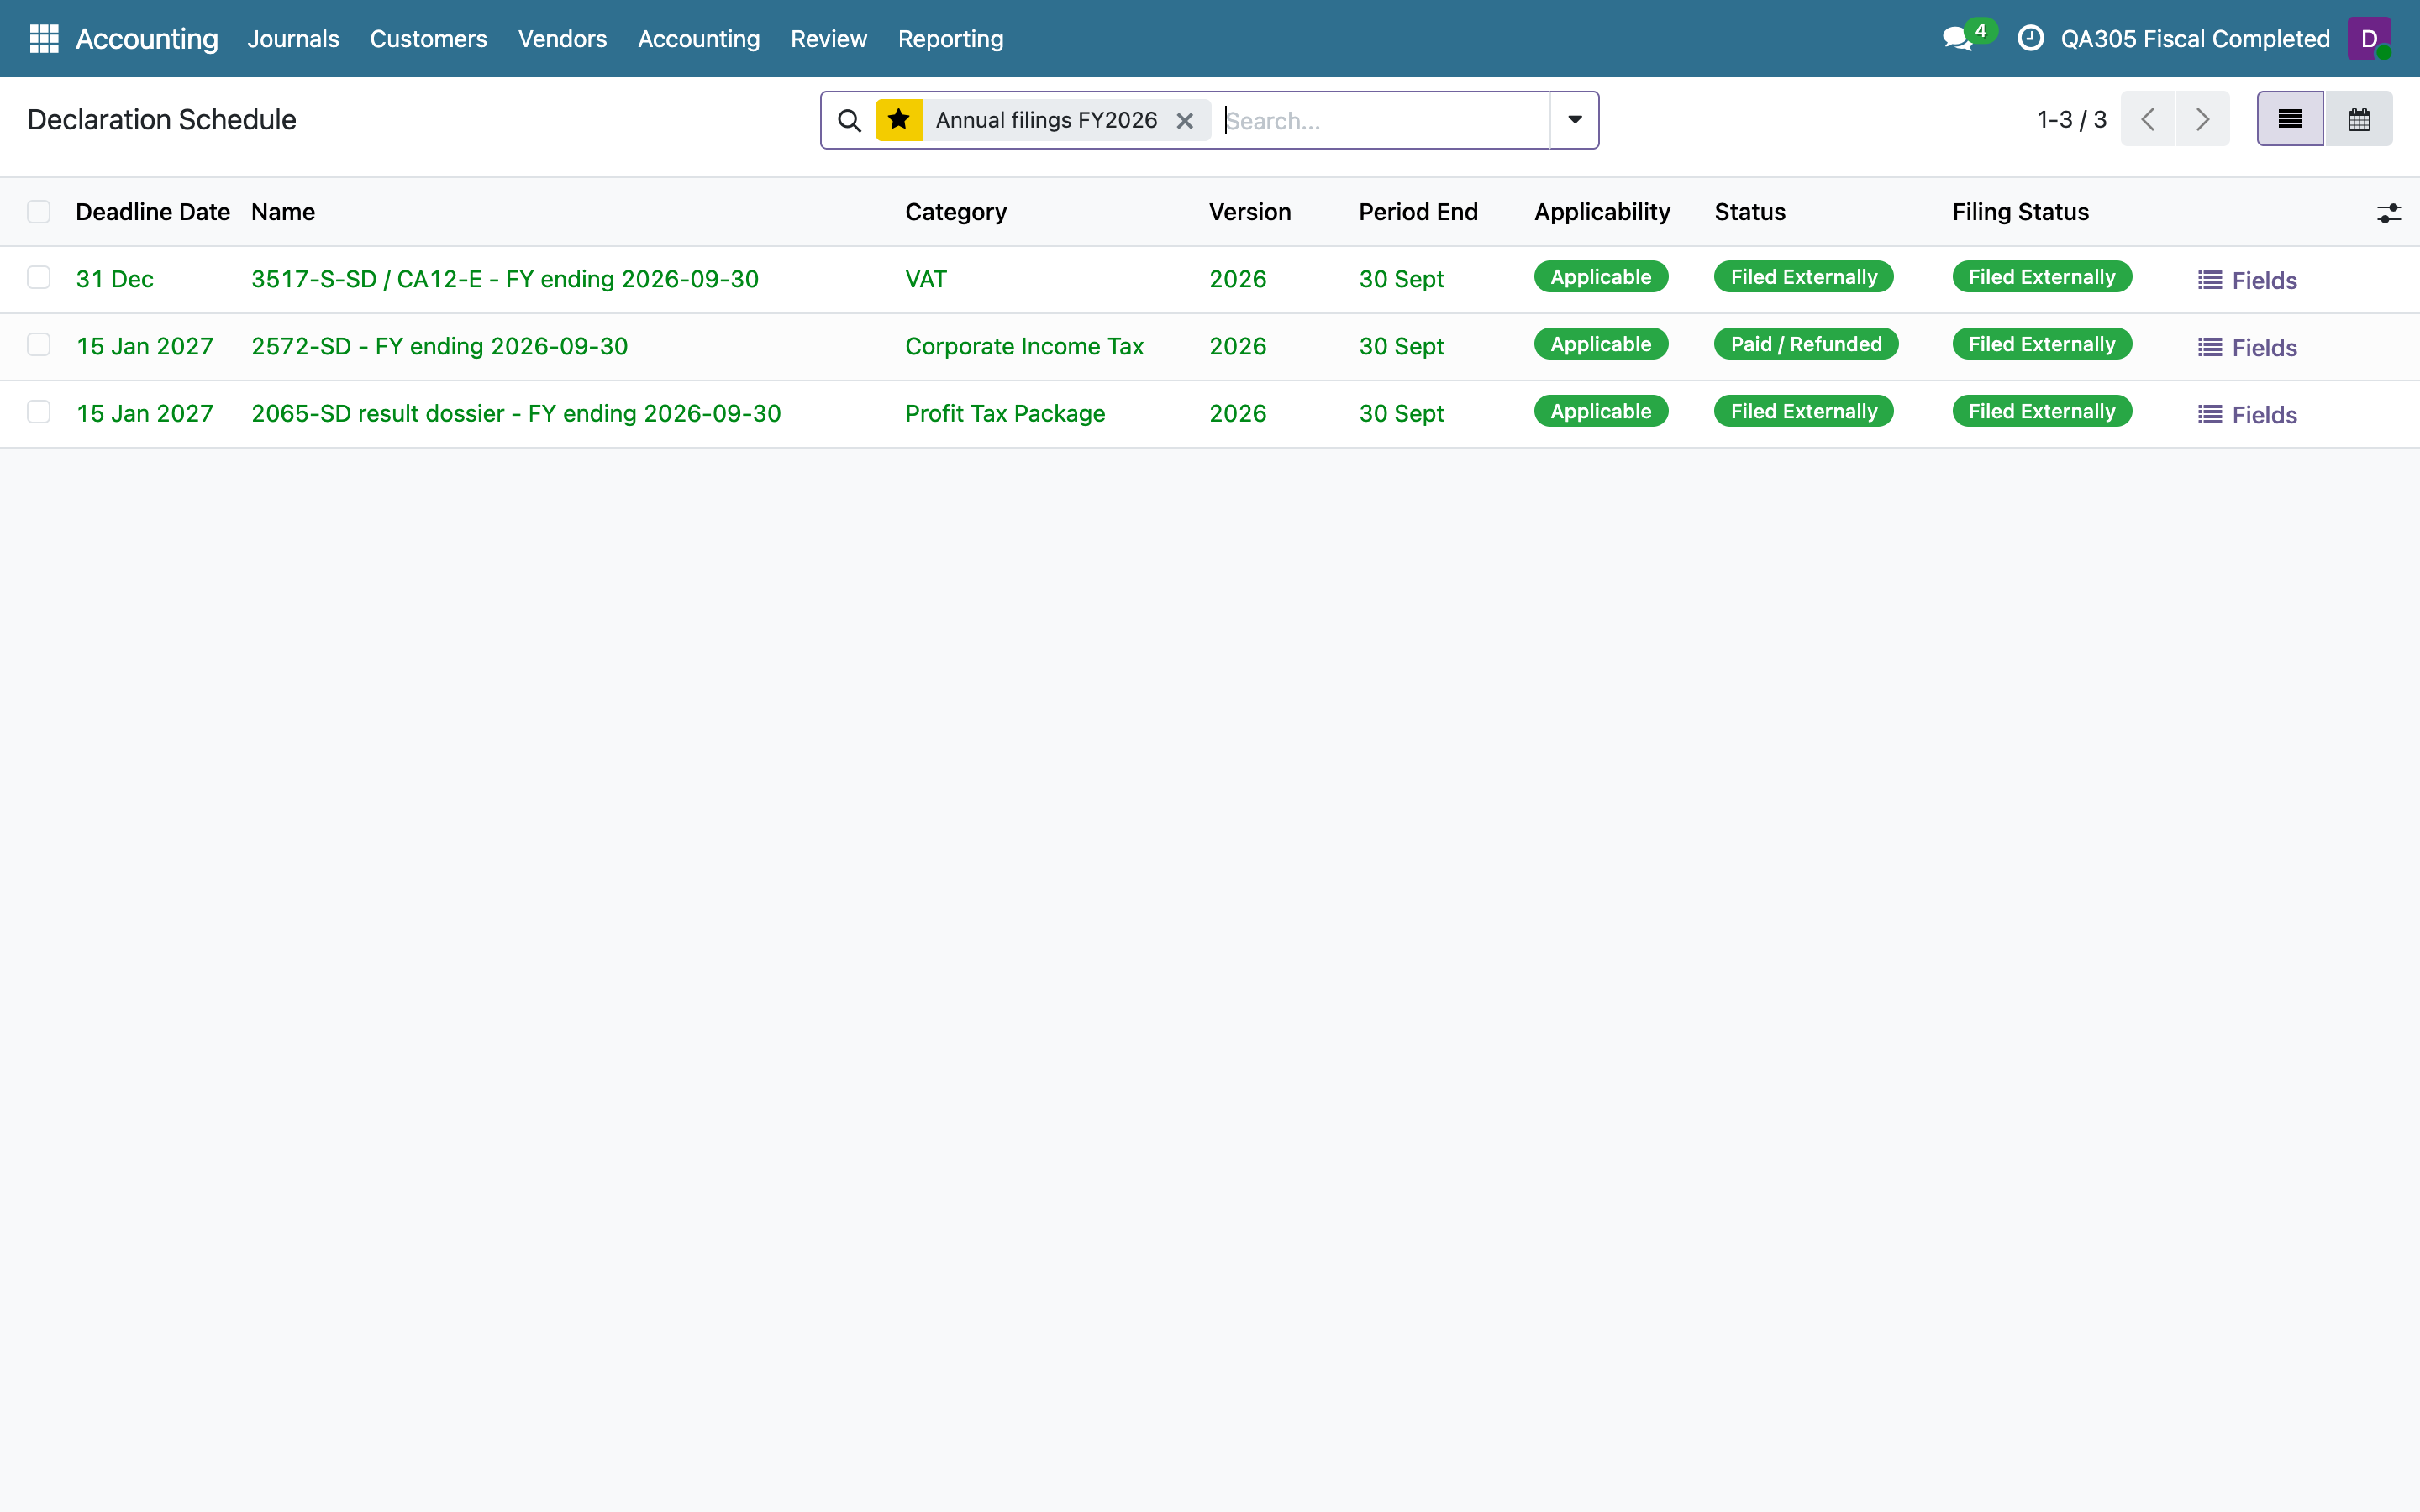 Accounting Journals Customers Vendors Accounting Review Reporting 4 QA305 Fiscal Completed D
Declaration Schedule Annual filings FY2026 Search... 1-3 / 3
Deadline Date Name Category Version Period End Applicability Status Filing Status
31 Dec 3517-S-SD / CA12-E - FY ending 2026-09-30 VAT 2026 30 Sept Applicable Filed Externally Filed Externally Fields
15 Jan 2027 2572-SD - FY ending 2026-09-30 Corporate Income Tax 2026 30 Sept Applicable Paid / Refunded Filed Externally Fields
15 Jan 2027 2065-SD result dossier - FY ending 2026-09-30 Profit Tax Package 2026 30 Sept Applicable Filed Externally Filed Externally Fields